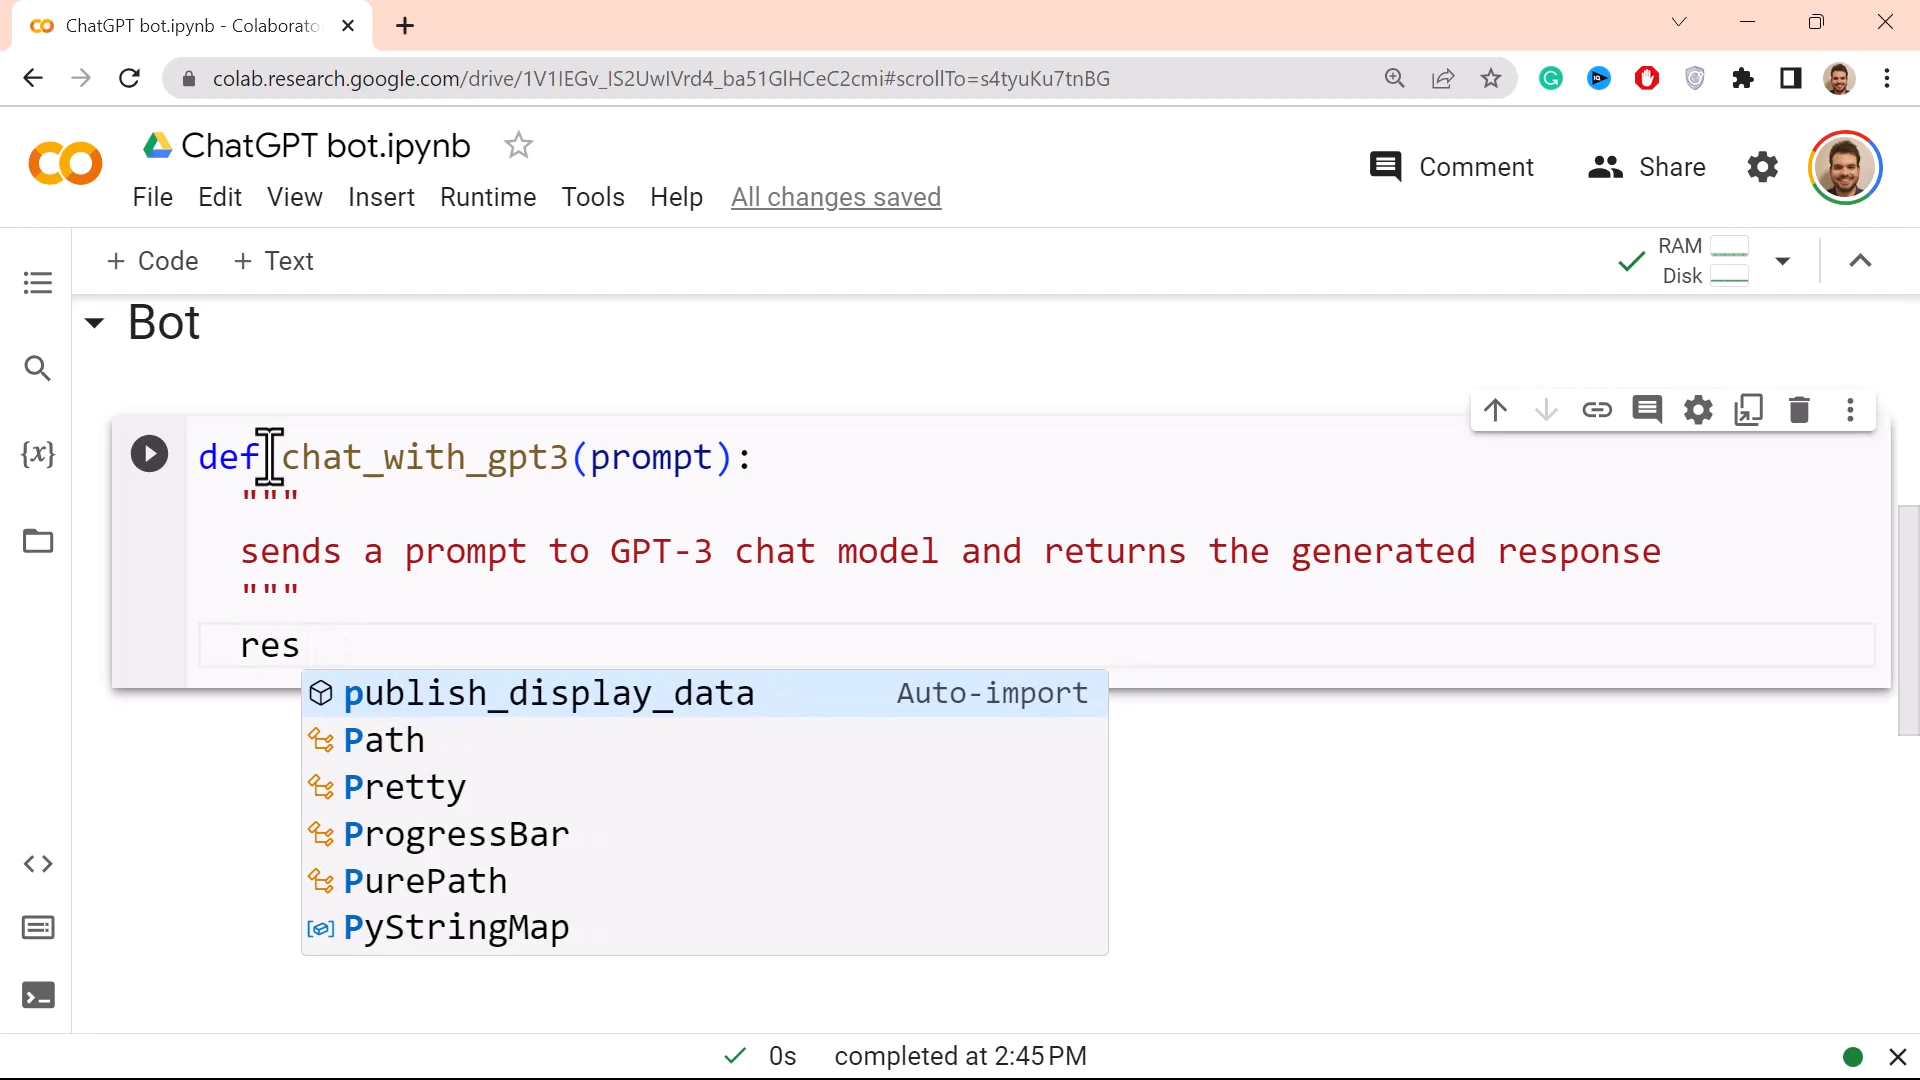 ChatGPT bot.ipynb - Colaborato
colab.research.google.com/drive/1V1IEGv_IS2UwIVrd4_ba51GlHCeC2cmi#scrollTo=s4tyuKu7tnBG
ChatGPT bot.ipynb
Comment
Share
File Edit View Insert Runtime Tools Help All changes saved
+ Code + Text
RAM
Disk
Bot
def chat_with_gpt3(prompt):
"""
sends a prompt to GPT-3 chat model and returns the generated response
"""
res
publish_display_data Auto-import
Path
Pretty
ProgressBar
PurePath
PyStringMap
0s completed at 2:45 PM